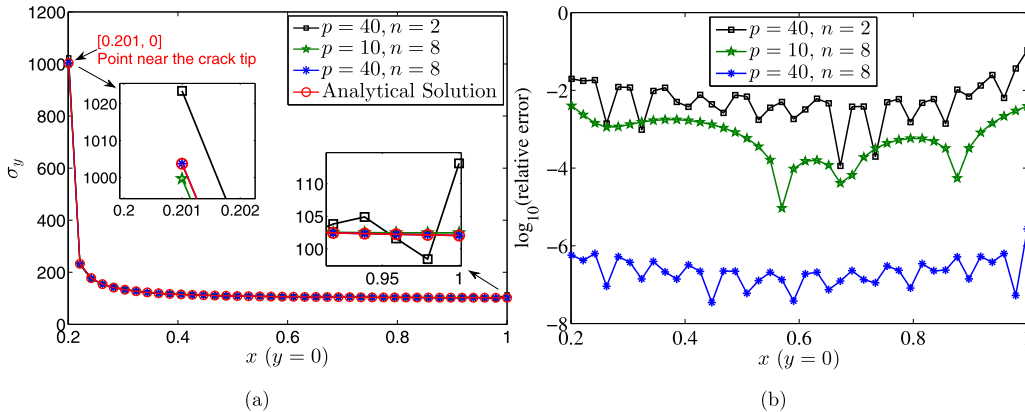 1200
1000
800
600
400
200
0
σ_y
0.2
0.4
0.6
0.8
1
x (y = 0)
[0.201, 0]
Point near the crack tip
p = 40, n = 2
p = 10, n = 8
p = 40, n = 8
Analytical Solution
1020
1010
1000
0.2
0.201
0.202
110
105
100
0.95
1
(a)
0
−2
−4
−6
−8
log₁₀(relative error)
0.2
0.4
0.6
0.8
1
x (y = 0)
p = 40, n = 2
p = 10, n = 8
p = 40, n = 8
(b)